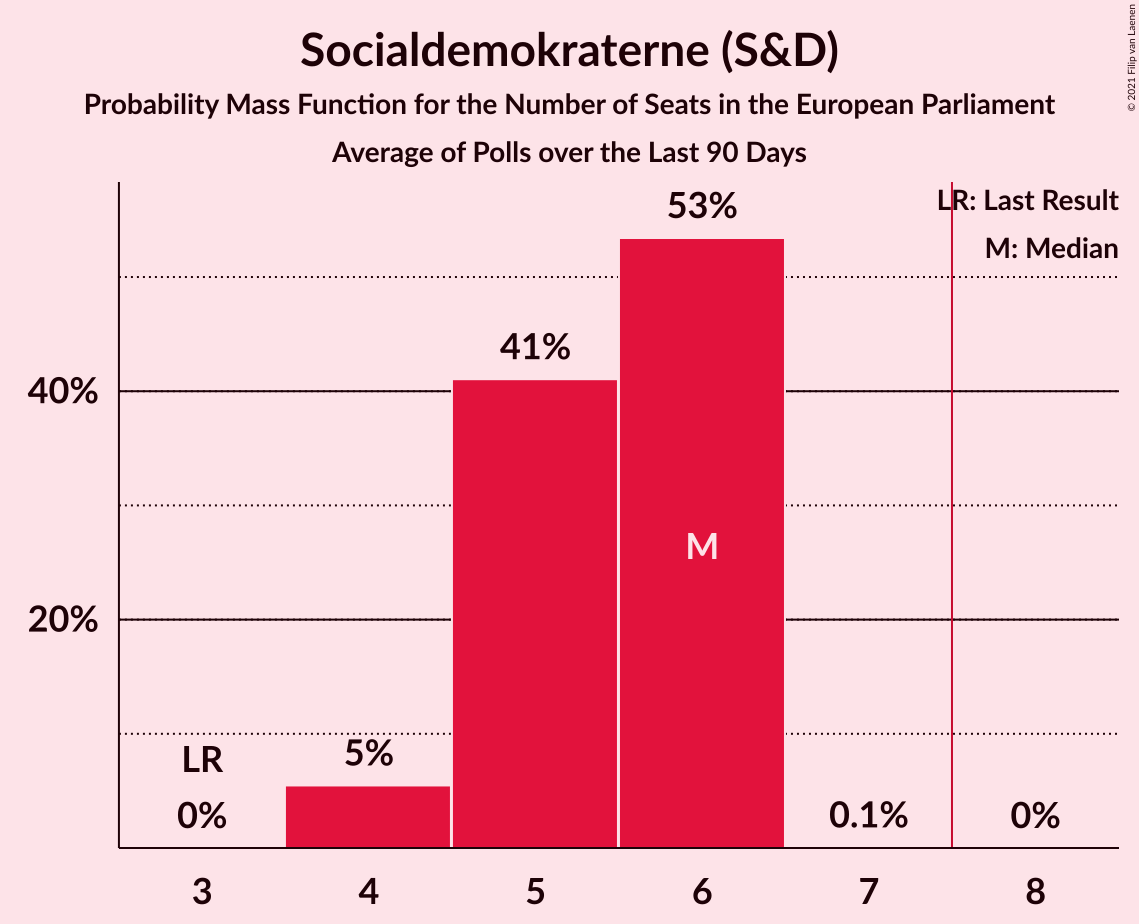 Socialdemokraterne (S&D)
Probability Mass Function for the Number of Seats in the European Parliament
Average of Polls over the Last 90 Days
© 2021 Filip van Laenen
LR: Last Result
M: Median
53%
41%
40%
M
20%
LR
5%
0%
0.1%
0%
3 4 5 6 7 8